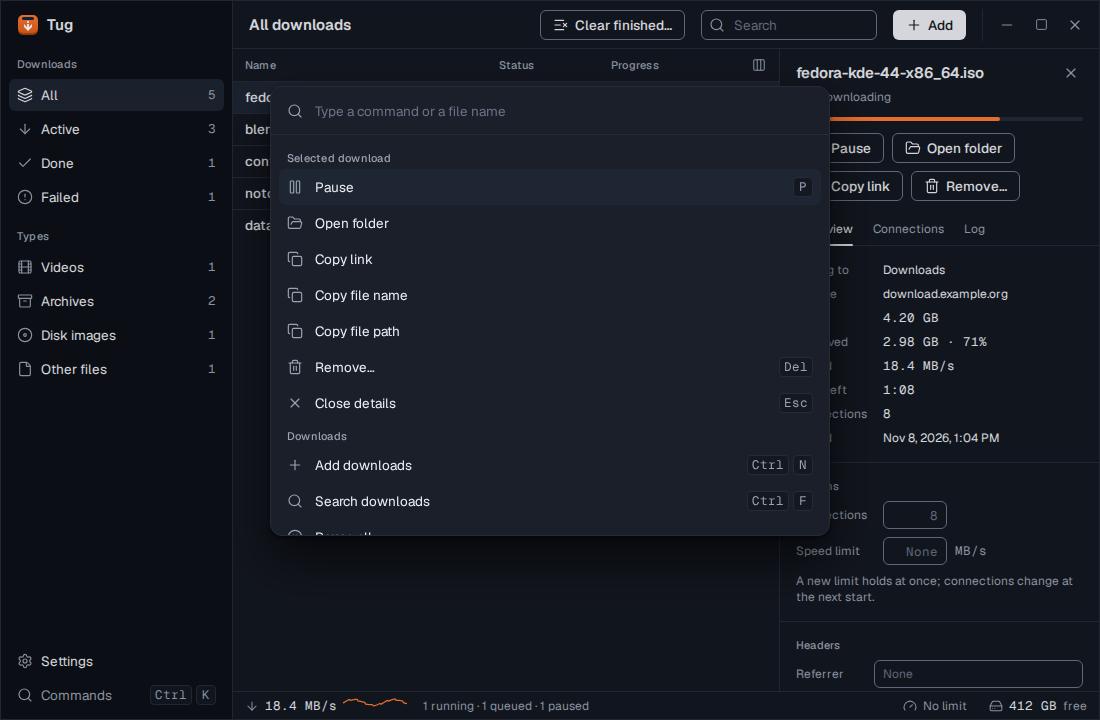 Tug
All downloads
Clear finished…
Search
Add
Downloads
All 5
Active 3
Done 1
Failed 1
Types
Videos 1
Archives 2
Disk images 1
Other files 1
Settings
Commands Ctrl K
Name Status Progress
Type a command or a file name
Selected download
Pause P
Open folder
Copy link
Copy file name
Copy file path
Remove… Del
Close details Esc
Downloads
Add downloads Ctrl N
Search downloads Ctrl F
fedora-kde-44-x86_64.iso
Pause Open folder
Copy link Remove…
Connections Log
Downloads
download.example.org
4.20 GB
2.98 GB · 71%
18.4 MB/s
1:08
8
Nov 8, 2026, 1:04 PM
8
Speed limit None MB/s
A new limit holds at once; connections change at
the next start.
Headers
Referrer None
18.4 MB/s 1 running · 1 queued · 1 paused No limit 412 GB free